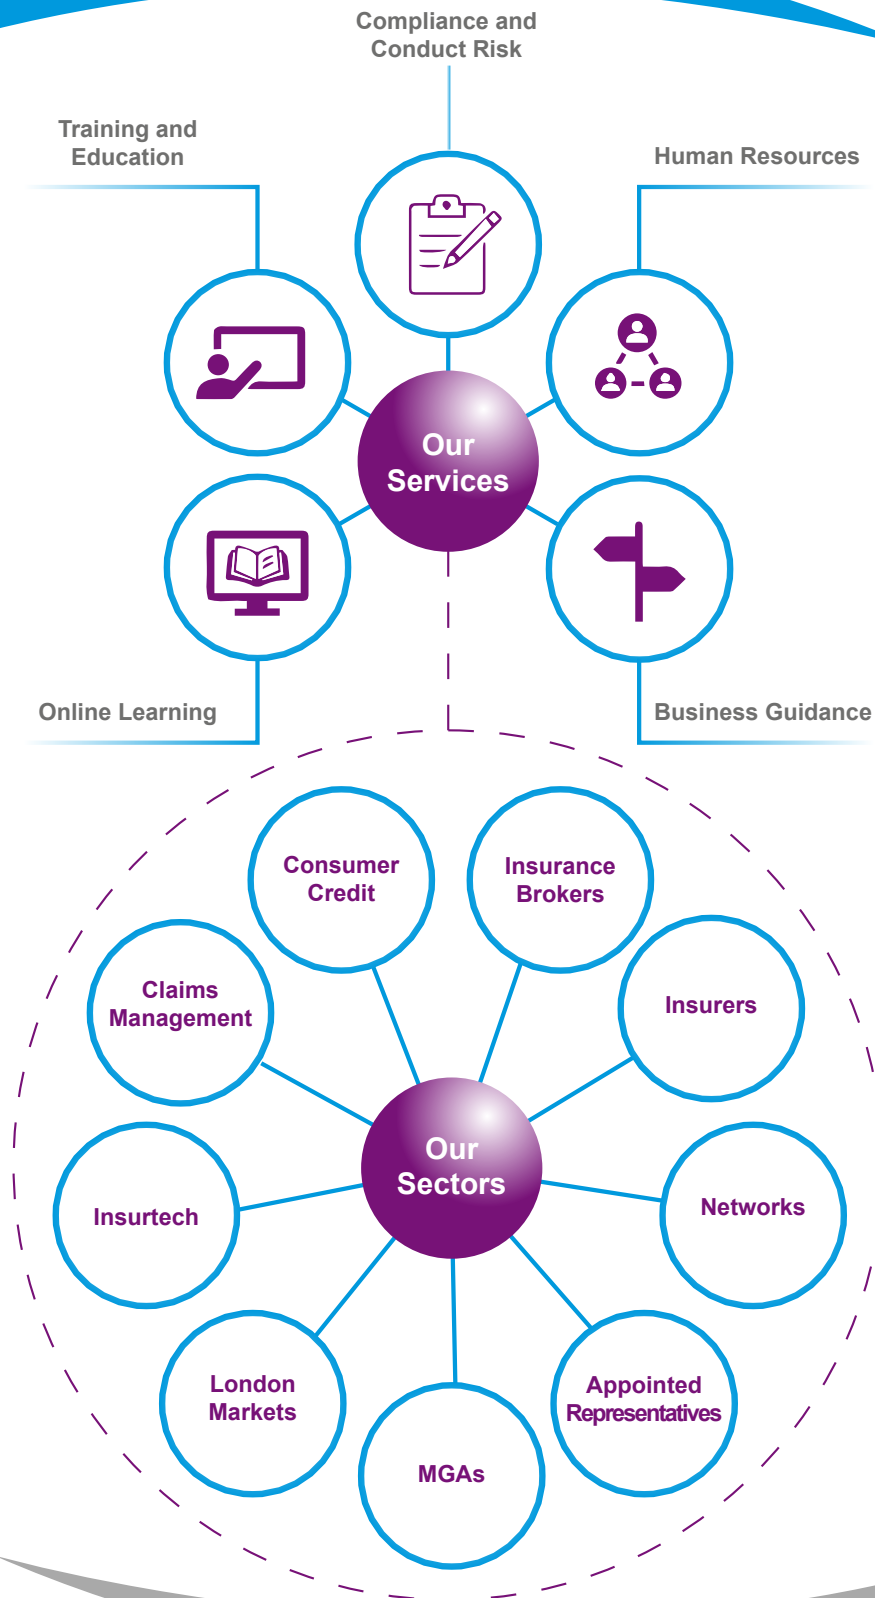 Compliance and
Conduct Risk
Training and
Education
Human Resources
Our
Services
Online Learning
Business Guidance
Consumer
Credit
Insurance
Brokers
Claims
Management
Insurers
Our
Sectors
Insurtech
Networks
London
Markets
Appointed
Representatives
MGAs